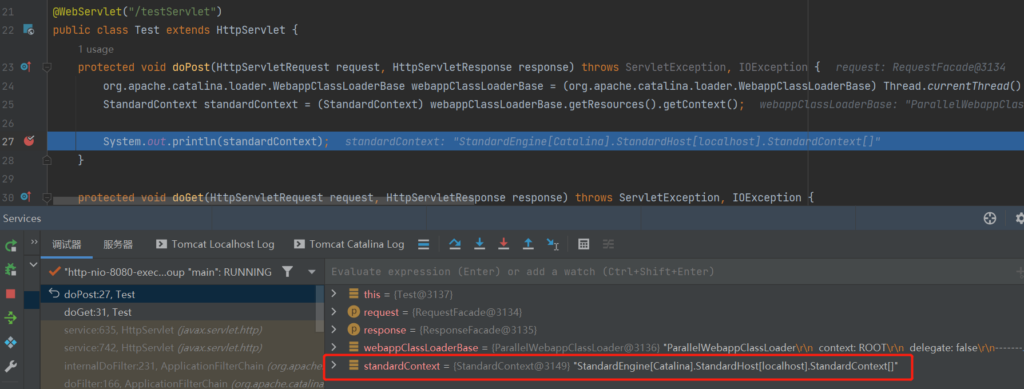 21 @WebServlet("/testServlet")
22 public class Test extends HttpServlet {
1 usage
23 protected void doPost(HttpServletRequest request, HttpServletResponse response) throws ServletException, IOException { request: RequestFacade@3134
24 org.apache.catalina.loader.WebappClassLoaderBase webappClassLoaderBase = (org.apache.catalina.loader.WebappClassLoaderBase) Thread.currentThread()
25 StandardContext standardContext = (StandardContext) webappClassLoaderBase.getResources().getContext(); webappClassLoaderBase: "ParallelWebappClas
26
27 System.out.println(standardContext); standardContext: "StandardEngine[Catalina].StandardHost[localhost].StandardContext[]"
28 }
29
30 protected void doGet(HttpServletRequest request, HttpServletResponse response) throws ServletException, IOException {
Services
调试器 服务器 Tomcat Localhost Log Tomcat Catalina Log
"http-nio-8080-exec...oup "main": RUNNING
Evaluate expression (Enter) or add a watch (Ctrl+Shift+Enter)
doPost:27, Test
doGet:31, Test
service:635, HttpServlet (javax.servlet.http)
service:742, HttpServlet (javax.servlet.http)
internalDoFilter:231, ApplicationFilterChain (org.apac
doFilter:166, ApplicationFilterChain (org.apache.catalina
this = {Test@3137}
request = {RequestFacade@3134}
response = {ResponseFacade@3135}
webappClassLoaderBase = {ParallelWebappClassLoader@3136} "ParallelWebappClassLoader\r\n context: ROOT\r\n delegate: false\r\n-------
standardContext = {StandardContext@3149} "StandardEngine[Catalina].StandardHost[localhost].StandardContext[]"